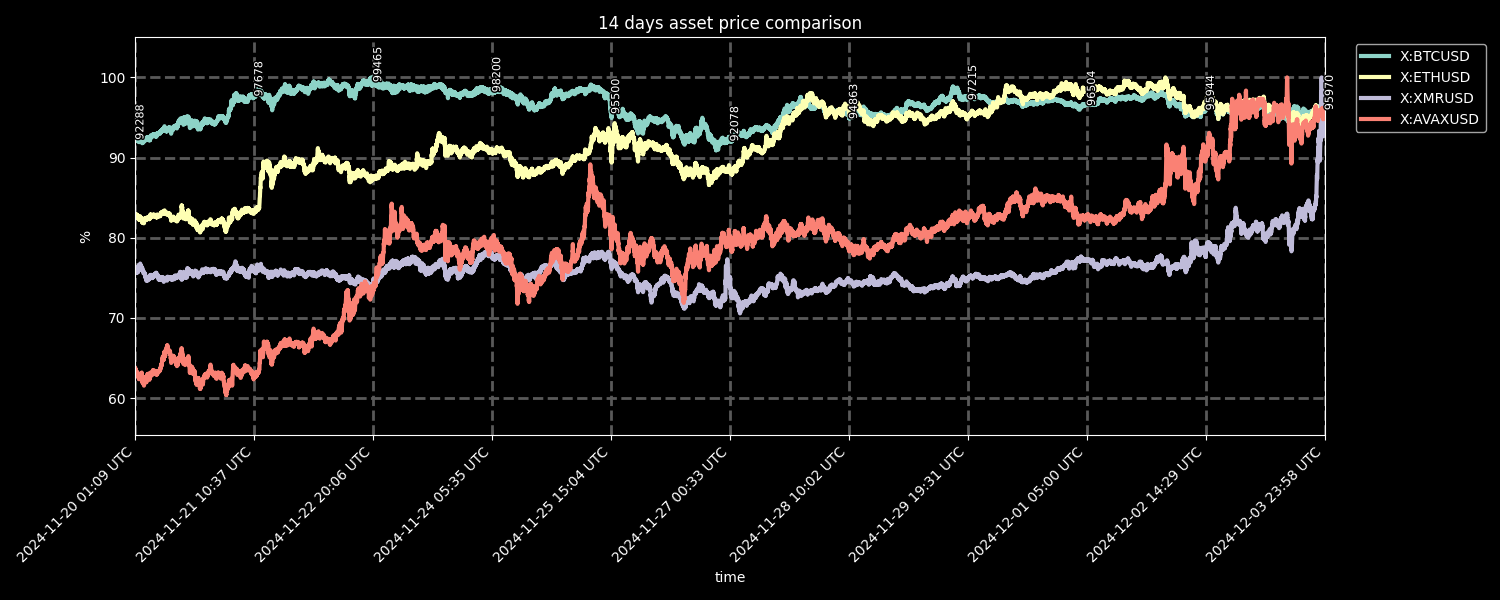 14 days asset price comparison
X:BTCUSD
X:ETHUSD
X:XMRUSD
X:AVAXUSD
100
90
80
70
60
%
92288
97678
99465
98200
95500
92078
94863
97215
96504
95944
95970
2024-11-20 01:09 UTC
2024-11-21 10:37 UTC
2024-11-22 20:06 UTC
2024-11-24 05:35 UTC
2024-11-25 15:04 UTC
2024-11-27 00:33 UTC
2024-11-28 10:02 UTC
2024-11-29 19:31 UTC
2024-12-01 05:00 UTC
2024-12-02 14:29 UTC
2024-12-03 23:58 UTC
time